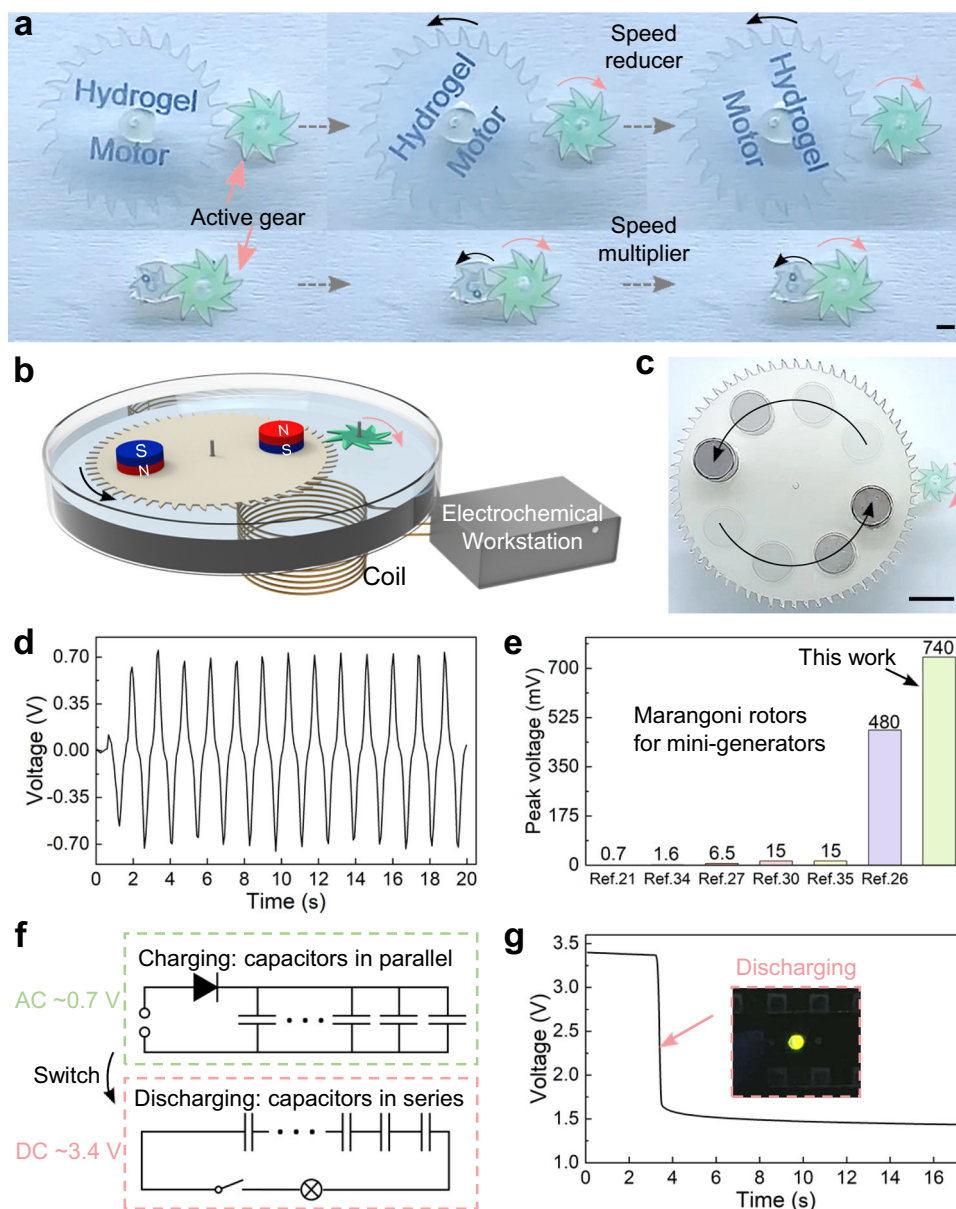 a
Hydrogel
Motor
Hydrogel
Motor
Speed
reducer
Hydrogel
Motor
Active gear
Speed
multiplier
b
S
N
N
S
Electrochemical
Workstation
Coil
c
d
Voltage (V)
0.70
0.35
0.00
-0.35
-0.70
0 2 4 6 8 10 12 14 16 18 20
Time (s)
e
Peak voltage (mV)
700
525
350
175
0
This work
740
Marangoni rotors
for mini-generators
480
0.7 1.6 6.5 15 15
Ref.21 Ref.34 Ref.27 Ref.30 Ref.35 Ref.26
f
Charging: capacitors in parallel
AC ~0.7 V
Switch
Discharging: capacitors in series
DC ~3.4 V
g
Voltage (V)
3.5
3.0
2.5
2.0
1.5
1.0
Discharging
0 4 8 12 16
Time (s)